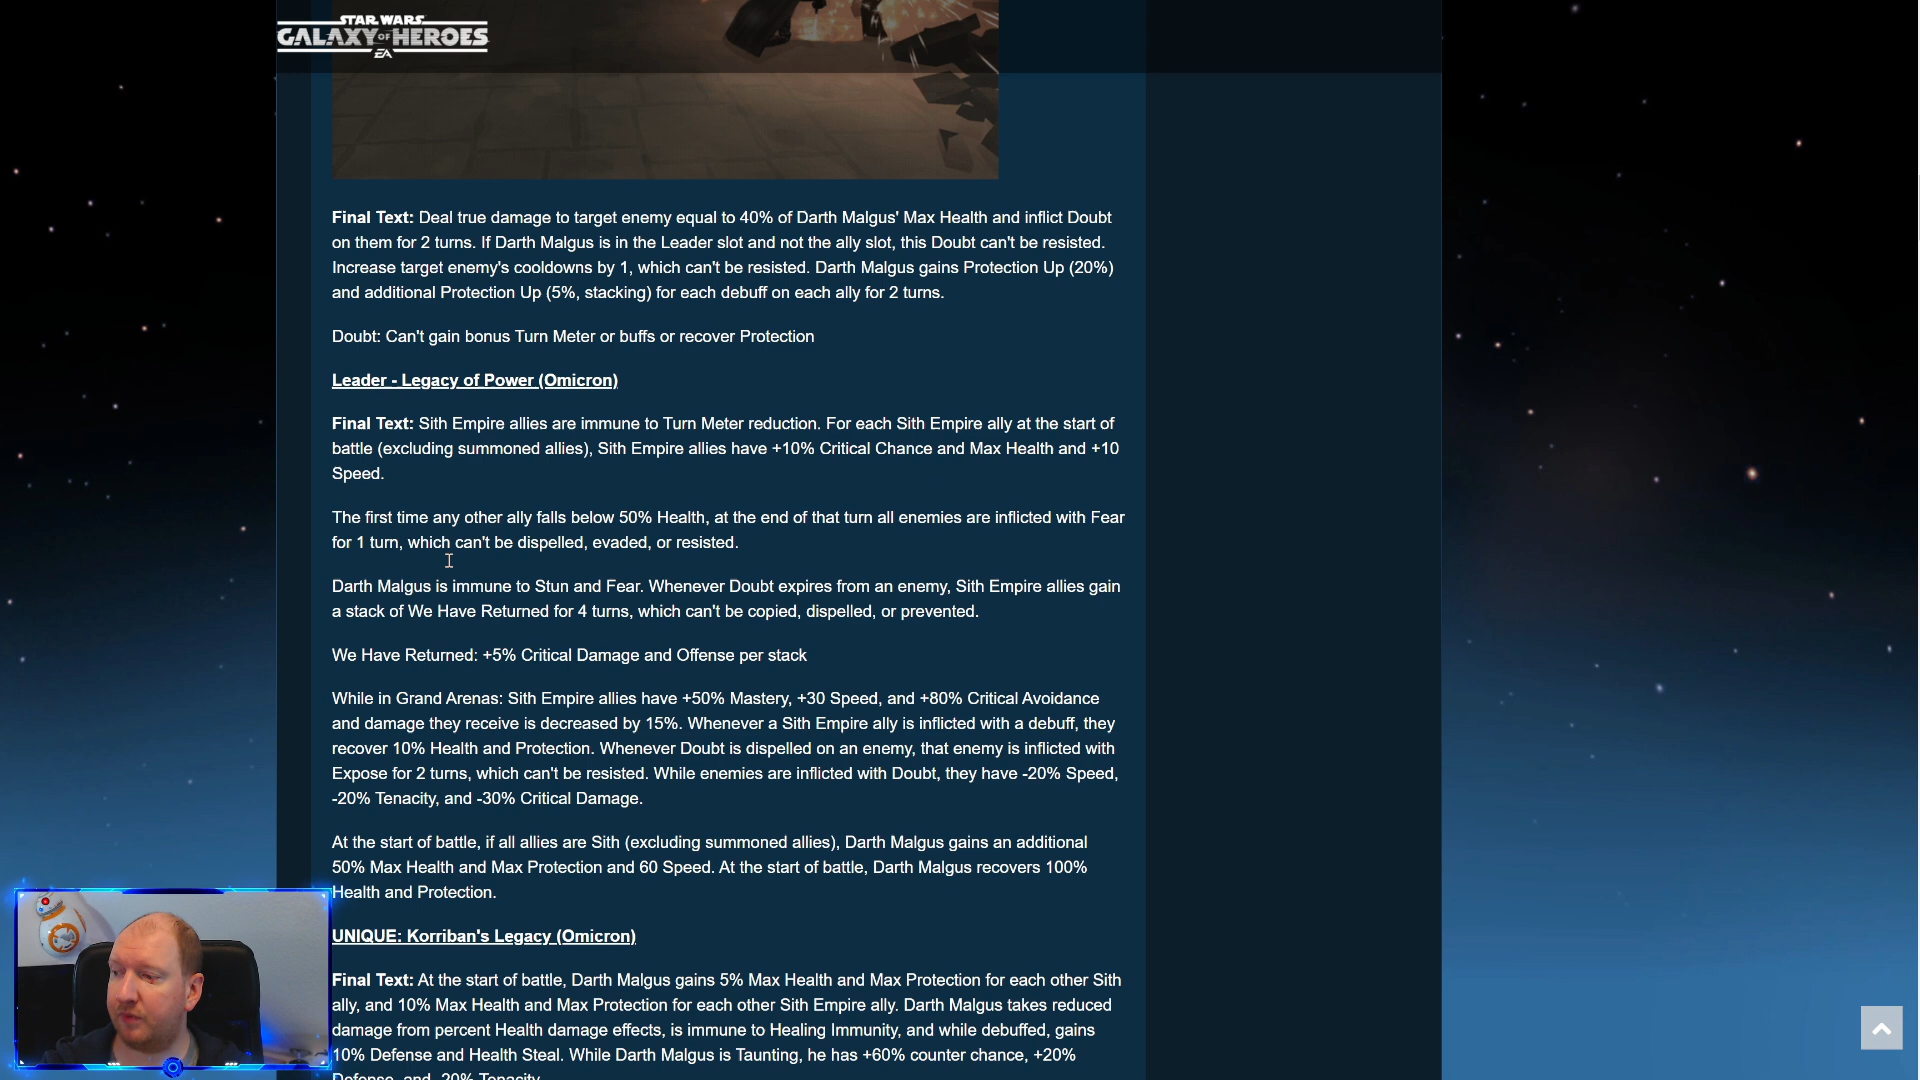 STAR WARS
GALAXY OF HEROES
EA
Final Text: Deal true damage to target enemy equal to 40% of Darth Malgus' Max Health and inflict Doubt
on them for 2 turns. If Darth Malgus is in the Leader slot and not the ally slot, this Doubt can't be resisted.
Increase target enemy's cooldowns by 1, which can't be resisted. Darth Malgus gains Protection Up (20%)
and additional Protection Up (5%, stacking) for each debuff on each ally for 2 turns.
Doubt: Can't gain bonus Turn Meter or buffs or recover Protection
Leader - Legacy of Power (Omicron)
Final Text: Sith Empire allies are immune to Turn Meter reduction. For each Sith Empire ally at the start of
battle (excluding summoned allies), Sith Empire allies have +10% Critical Chance and Max Health and +10
Speed.
The first time any other ally falls below 50% Health, at the end of that turn all enemies are inflicted with Fear
for 1 turn, which can't be dispelled, evaded, or resisted.
Darth Malgus is immune to Stun and Fear. Whenever Doubt expires from an enemy, Sith Empire allies gain
a stack of We Have Returned for 4 turns, which can't be copied, dispelled, or prevented.
We Have Returned: +5% Critical Damage and Offense per stack
While in Grand Arenas: Sith Empire allies have +50% Mastery, +30 Speed, and +80% Critical Avoidance
and damage they receive is decreased by 15%. Whenever a Sith Empire ally is inflicted with a debuff, they
recover 10% Health and Protection. Whenever Doubt is dispelled on an enemy, that enemy is inflicted with
Expose for 2 turns, which can't be resisted. While enemies are inflicted with Doubt, they have -20% Speed,
-20% Tenacity, and -30% Critical Damage.
At the start of battle, if all allies are Sith (excluding summoned allies), Darth Malgus gains an additional
50% Max Health and Max Protection and 60 Speed. At the start of battle, Darth Malgus recovers 100%
Health and Protection.
UNIQUE: Korriban's Legacy (Omicron)
Final Text: At the start of battle, Darth Malgus gains 5% Max Health and Max Protection for each other Sith
ally, and 10% Max Health and Max Protection for each other Sith Empire ally. Darth Malgus takes reduced
damage from percent Health damage effects, is immune to Healing Immunity, and while debuffed, gains
10% Defense and Health Steal. While Darth Malgus is Taunting, he has +60% counter chance, +20%
Defense, and -20% Tenacity